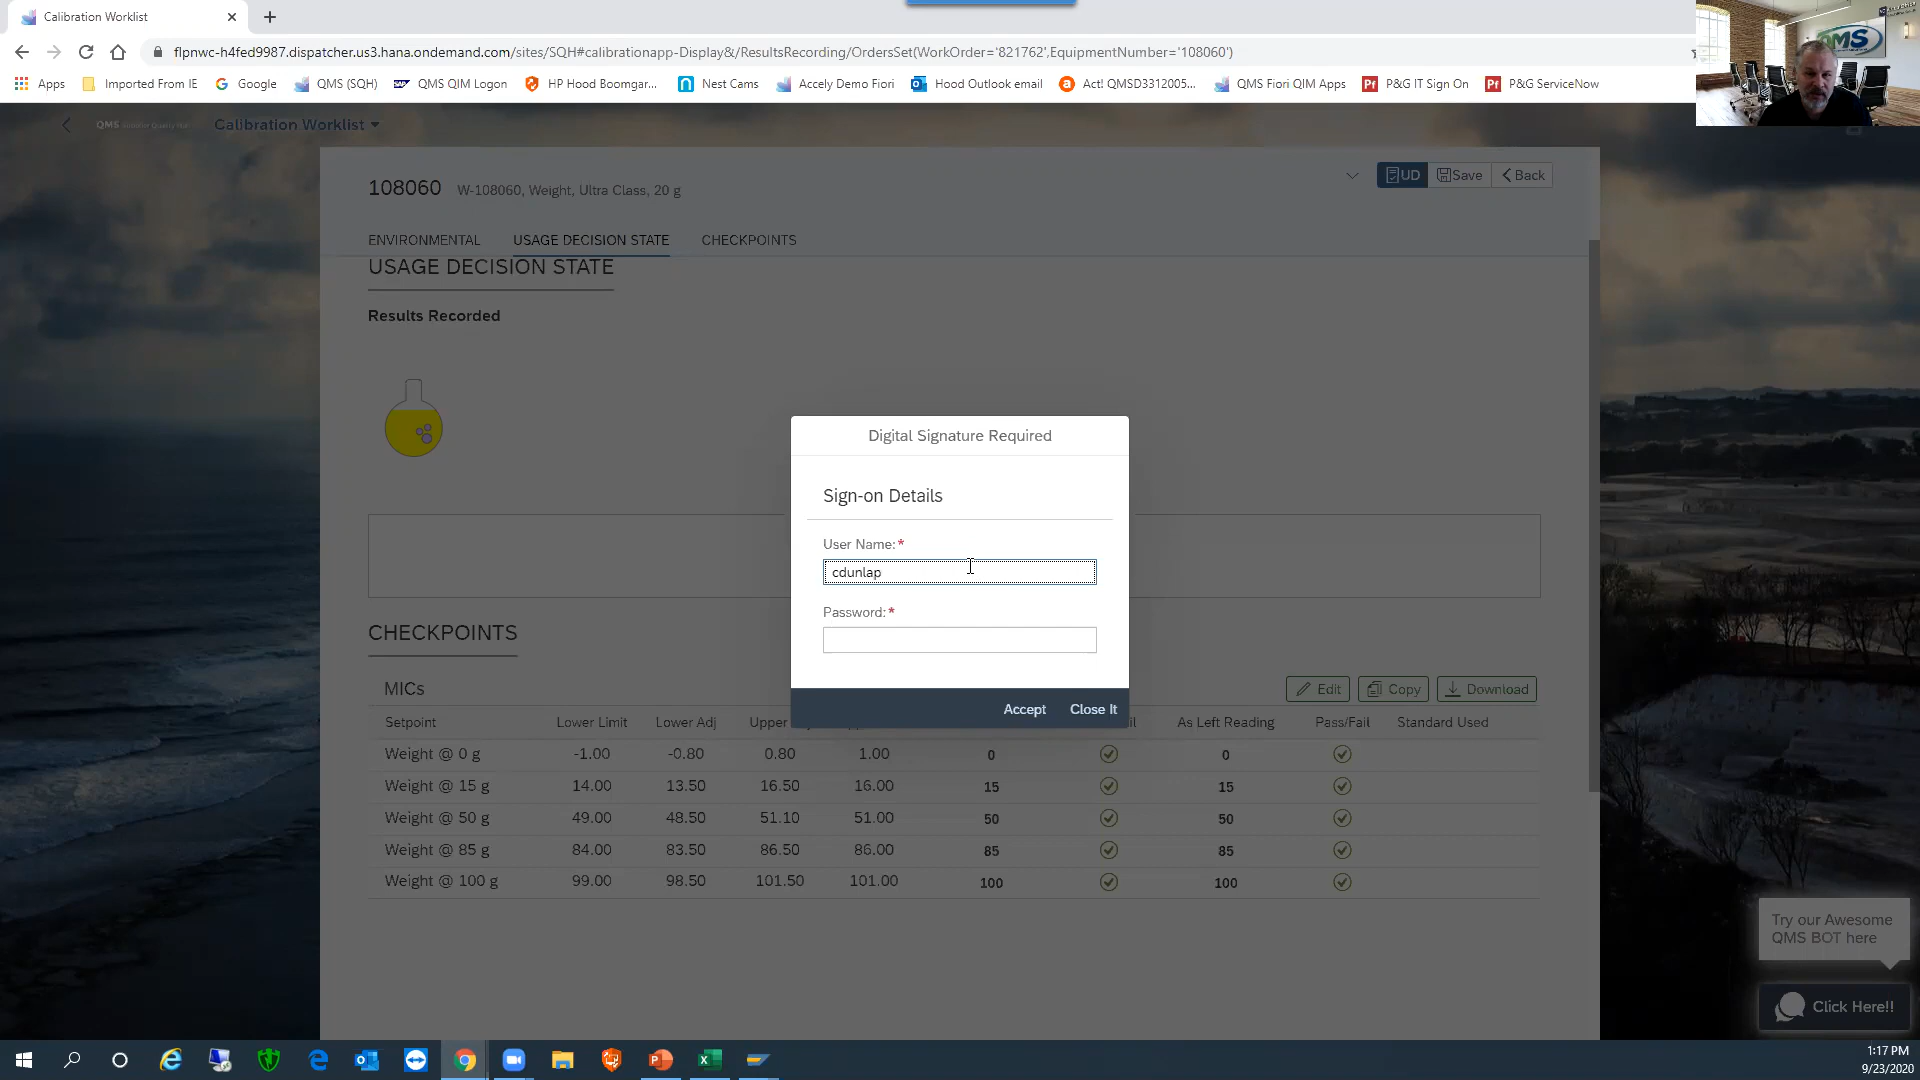 Calibration Worklist
flpnwc-h4fed9987.dispatcher.us3.hana.ondemand.com/sites/SQH#calibrationapp-Display&/ResultsRecording/OrdersSet(WorkOrder='821762',EquipmentNumber='108060')
Apps Imported From IE Google QMS (SQH) QMS QIM Logon HP Hood Boomgar... Nest Cams Accely Demo Fiori Hood Outlook email Act! QMSD3312005... QMS Fiori QIM Apps P&G IT Sign On P&G ServiceNow
QMS
Calibration Worklist
108060 W-108060, Weight, Ultra Class, 20 g
UD Save Back
ENVIRONMENTAL USAGE DECISION STATE CHECKPOINTS
USAGE DECISION STATE
Results Recorded
Digital Signature Required
Sign-on Details
User Name:*
cdunlap
Password:*
Accept Close It
CHECKPOINTS
MICs
Edit Copy Download
Setpoint Lower Limit Lower Adj As Left Reading Pass/Fail Standard Used
Weight @ 0 g -1.00 -0.80 0.80 1.00 0 0
Weight @ 15 g 14.00 13.50 16.50 16.00 15 15
Weight @ 50 g 49.00 48.50 51.10 51.00 50 50
Weight @ 85 g 84.00 83.50 86.50 86.00 85 85
Weight @ 100 g 99.00 98.50 101.50 101.00 100 100
Try our Awesome
QMS BOT here
Click Here!!
1:17 PM
9/23/2020